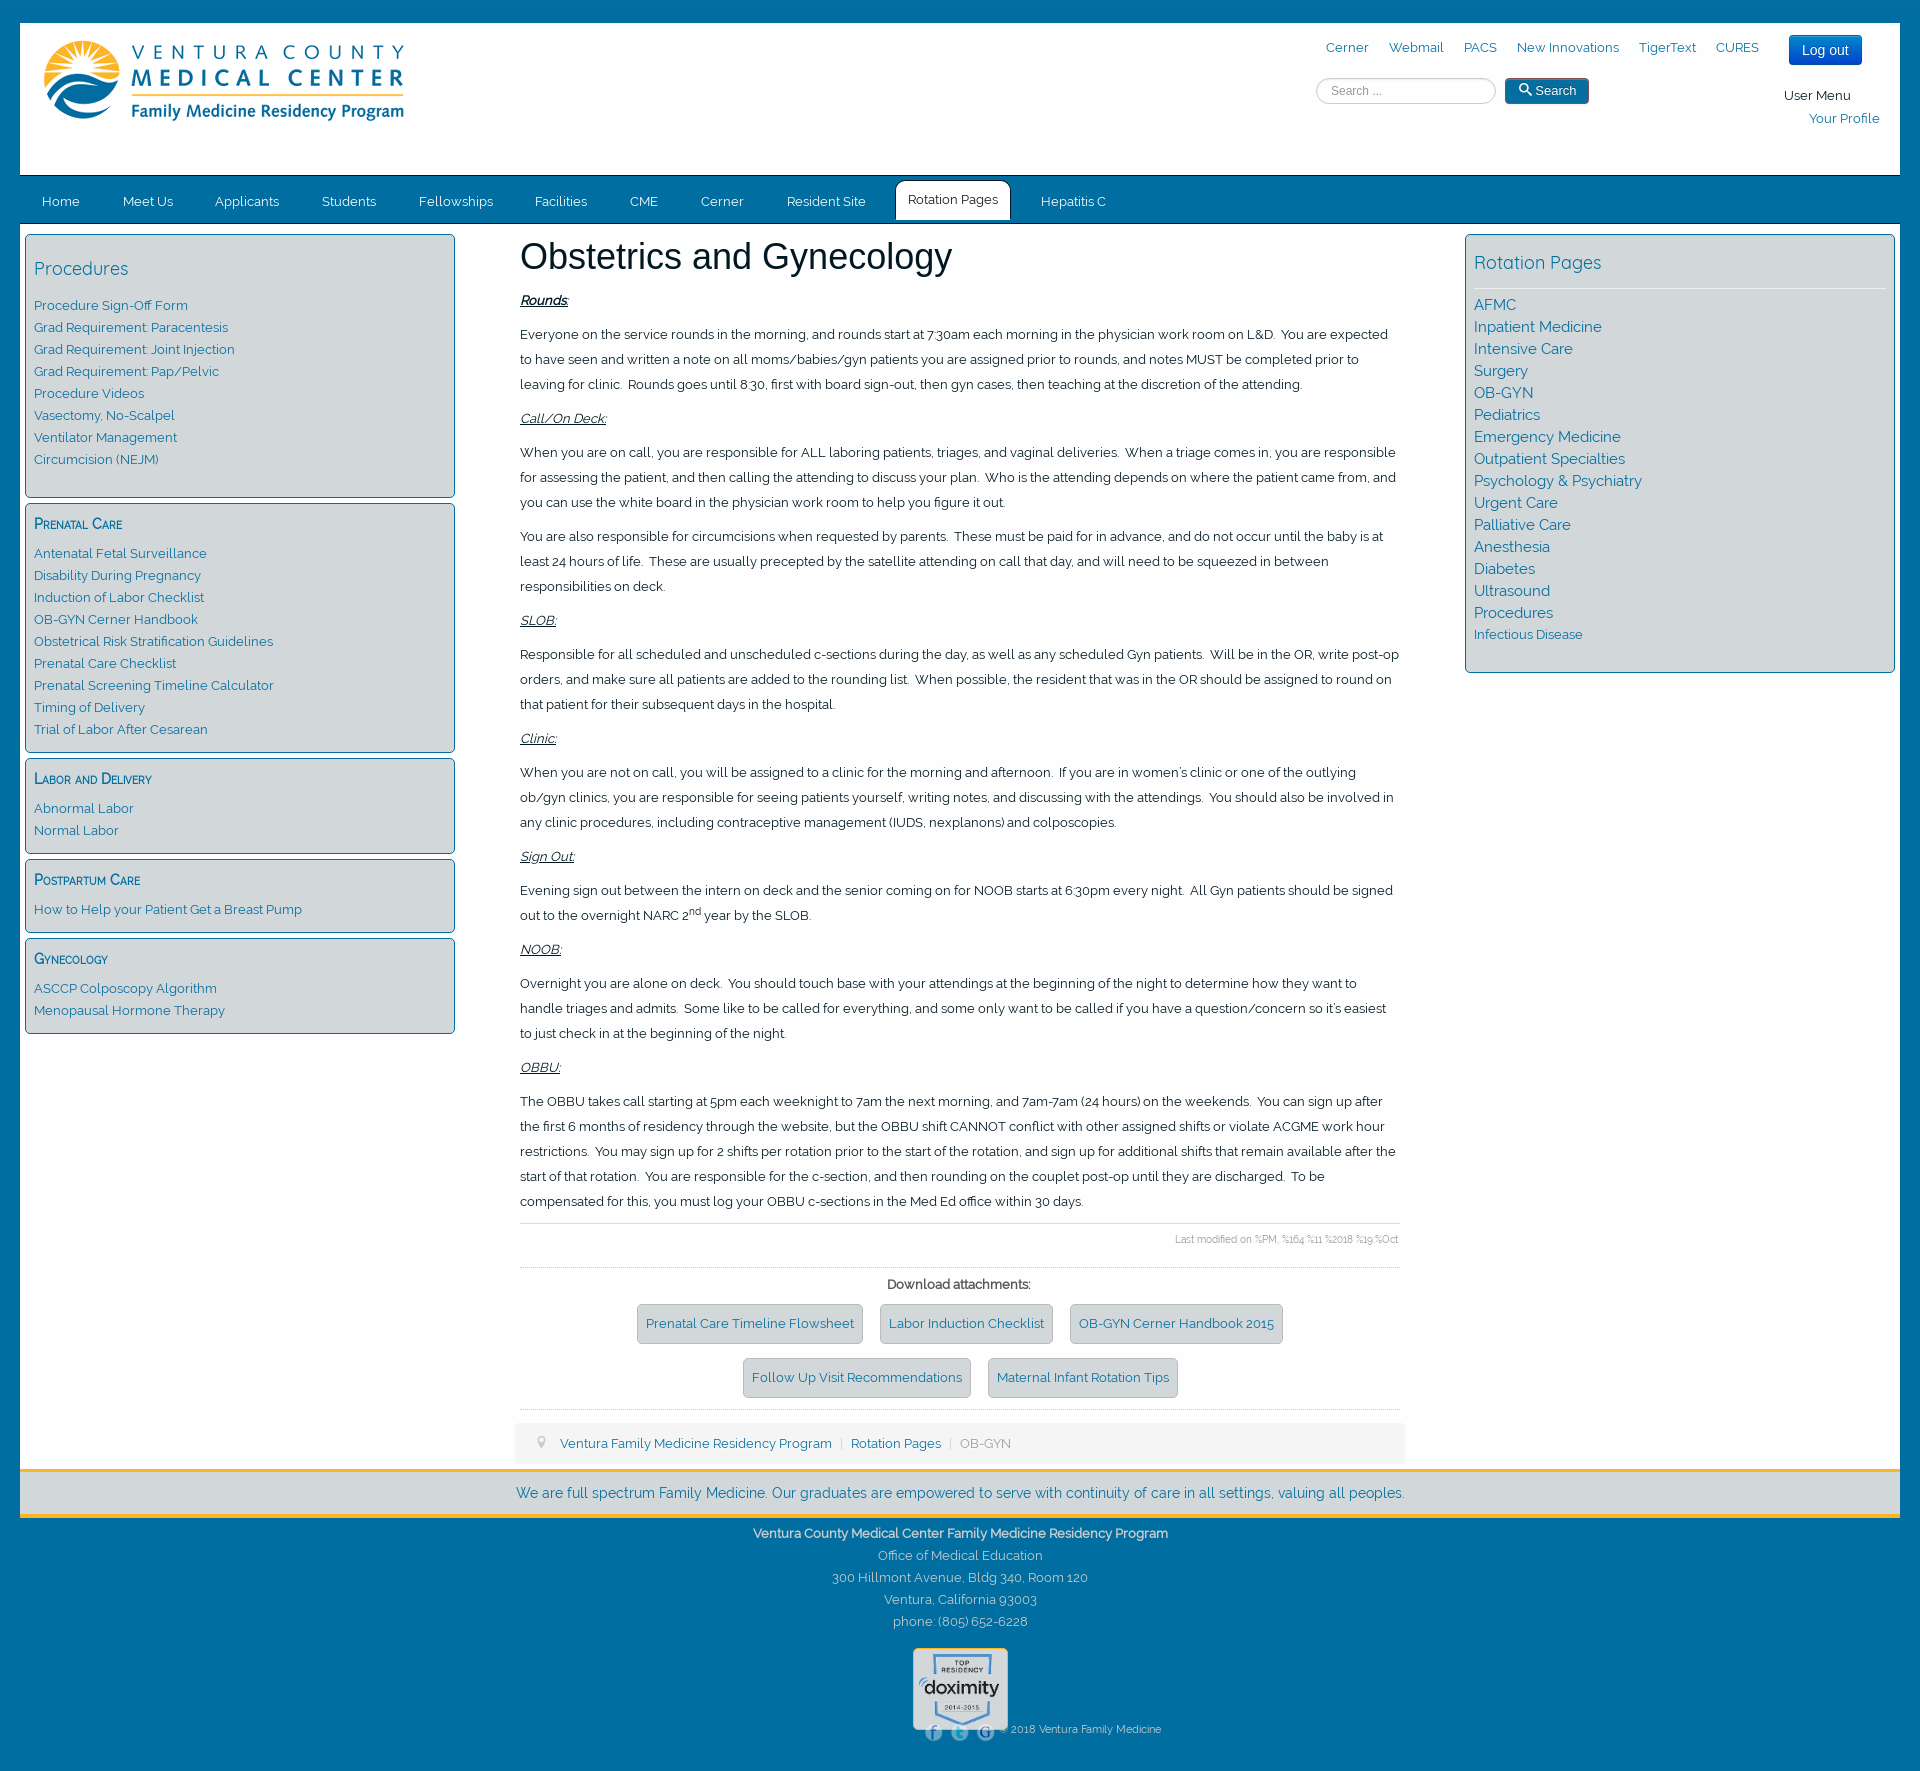 VENTURA COUNTY
MEDICAL CENTER
Family Medicine Residency Program
Cerner Webmail PACS New Innovations TigerText CURES
Log out
Search ...
Search
User Menu
Your Profile
Home Meet Us Applicants Students Fellowships Facilities CME Cerner Resident Site Rotation Pages Hepatitis C
Procedures
Procedure Sign-Off Form
Grad Requirement: Paracentesis
Grad Requirement: Joint Injection
Grad Requirement: Pap/Pelvic
Procedure Videos
Vasectomy, No-Scalpel
Ventilator Management
Circumcision (NEJM)
Prenatal Care
Antenatal Fetal Surveillance
Disability During Pregnancy
Induction of Labor Checklist
OB-GYN Cerner Handbook
Obstetrical Risk Stratification Guidelines
Prenatal Care Checklist
Prenatal Screening Timeline Calculator
Timing of Delivery
Trial of Labor After Cesarean
Labor and Delivery
Abnormal Labor
Normal Labor
Postpartum Care
How to Help your Patient Get a Breast Pump
Gynecology
ASCCP Colposcopy Algorithm
Menopausal Hormone Therapy
Obstetrics and Gynecology
Rounds:
Everyone on the service rounds in the morning, and rounds start at 7:30am each morning in the physician work room on L&D. You are expected
to have seen and written a note on all moms/babies/gyn patients you are assigned prior to rounds, and notes MUST be completed prior to
leaving for clinic. Rounds goes until 8:30, first with board sign-out, then gyn cases, then teaching at the discretion of the attending.
Call/On Deck:
When you are on call, you are responsible for ALL laboring patients, triages, and vaginal deliveries. When a triage comes in, you are responsible
for assessing the patient, and then calling the attending to discuss your plan. Who is the attending depends on where the patient came from, and
you can use the white board in the physician work room to help you figure it out.
You are also responsible for circumcisions when requested by parents. These must be paid for in advance, and do not occur until the baby is at
least 24 hours of life. These are usually precepted by the satellite attending on call that day, and will need to be squeezed in between
responsibilities on deck.
SLOB:
Responsible for all scheduled and unscheduled c-sections during the day, as well as any scheduled Gyn patients. Will be in the OR, write post-op
orders, and make sure all patients are added to the rounding list. When possible, the resident that was in the OR should be assigned to round on
that patient for their subsequent days in the hospital.
Clinic:
When you are not on call, you will be assigned to a clinic for the morning and afternoon. If you are in women's clinic or one of the outlying
ob/gyn clinics, you are responsible for seeing patients yourself, writing notes, and discussing with the attendings. You should also be involved in
any clinic procedures, including contraceptive management (IUDS, nexplanons) and colposcopies.
Sign Out:
Evening sign out between the intern on deck and the senior coming on for NOOB starts at 6:30pm every night. All Gyn patients should be signed
out to the overnight NARC 2nd year by the SLOB.
NOOB:
Overnight you are alone on deck. You should touch base with your attendings at the beginning of the night to determine how they want to
handle triages and admits. Some like to be called for everything, and some only want to be called if you have a question/concern so it's easiest
to just check in at the beginning of the night.
OBBU:
The OBBU takes call starting at 5pm each weeknight to 7am the next morning, and 7am-7am (24 hours) on the weekends. You can sign up after
the first 6 months of residency through the website, but the OBBU shift CANNOT conflict with other assigned shifts or violate ACGME work hour
restrictions. You may sign up for 2 shifts per rotation prior to the start of the rotation, and sign up for additional shifts that remain available after the
start of that rotation. You are responsible for the c-section, and then rounding on the couplet post-op until they are discharged. To be
compensated for this, you must log your OBBU c-sections in the Med Ed office within 30 days.
Last modified on %PM, %164 %11 %2018 %19:%Oct
Download attachments:
Prenatal Care Timeline Flowsheet Labor Induction Checklist OB-GYN Cerner Handbook 2015
Follow Up Visit Recommendations Maternal Infant Rotation Tips
Ventura Family Medicine Residency Program | Rotation Pages | OB-GYN
Rotation Pages
AFMC
Inpatient Medicine
Intensive Care
Surgery
OB-GYN
Pediatrics
Emergency Medicine
Outpatient Specialties
Psychology & Psychiatry
Urgent Care
Palliative Care
Anesthesia
Diabetes
Ultrasound
Procedures
Infectious Disease
We are full spectrum Family Medicine. Our graduates are empowered to serve with continuity of care in all settings, valuing all peoples.
Ventura County Medical Center Family Medicine Residency Program
Office of Medical Education
300 Hillmont Avenue, Bldg 340, Room 120
Ventura, California 93003
phone: (805) 652-6228
TOP
RESIDENCY
doximity
2014-2015
f t G © 2018 Ventura Family Medicine